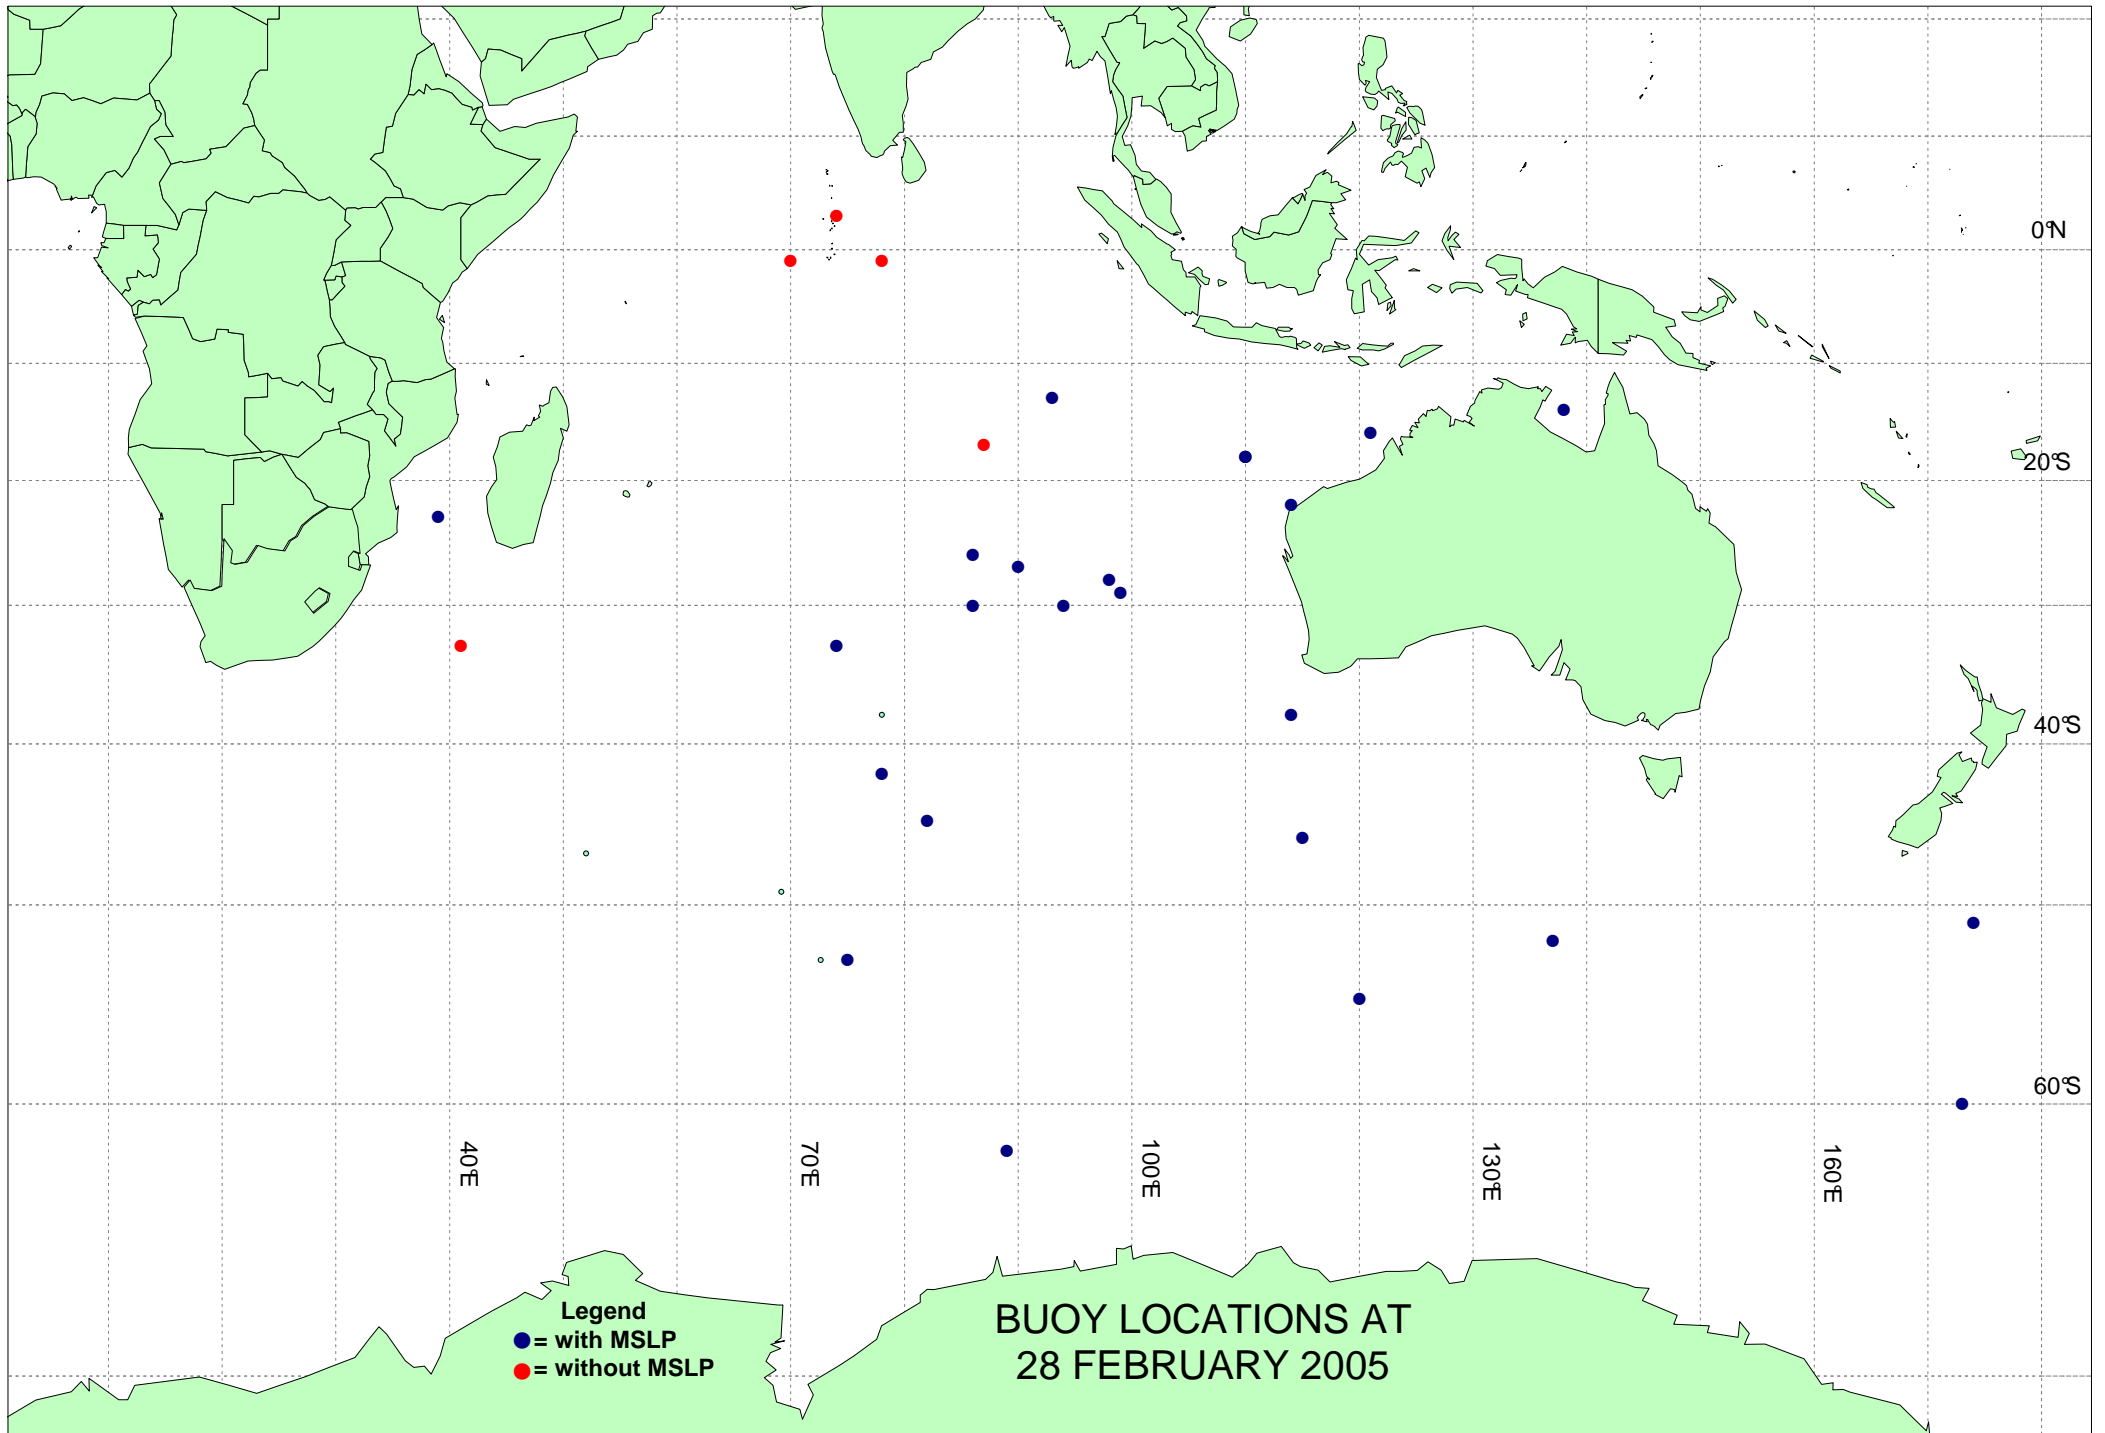 0°N
20°S
40°S
60°S
40°E
70°E
100°E
130°E
160°E
Legend
= with MSLP
= without MSLP
BUOY LOCATIONS AT
28 FEBRUARY 2005